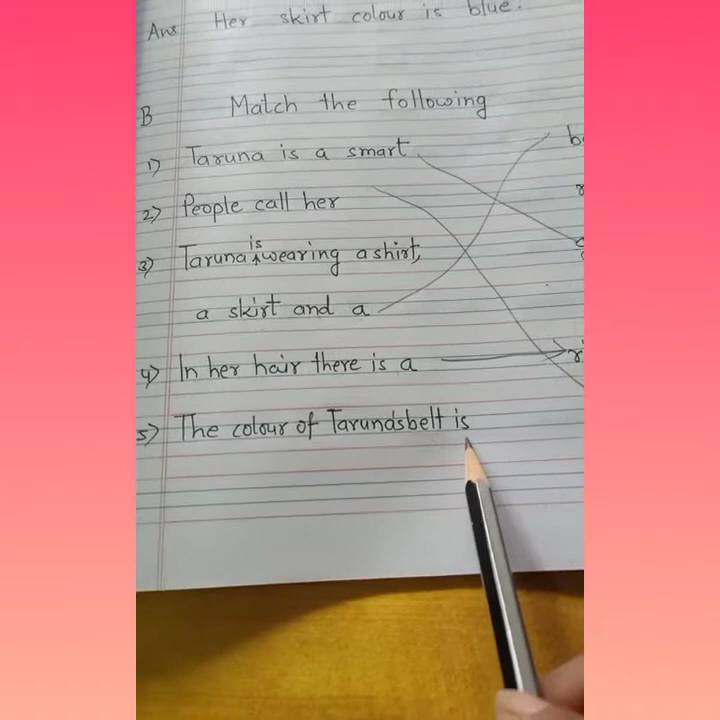 Ans Her skirt colour is blue.
B Match the following
1) Taruna is a smart
2) People call her
3) Taruna is wearing a shirt,
a skirt and a
4) In her hair there is a
5) The colour of Taruna's belt is